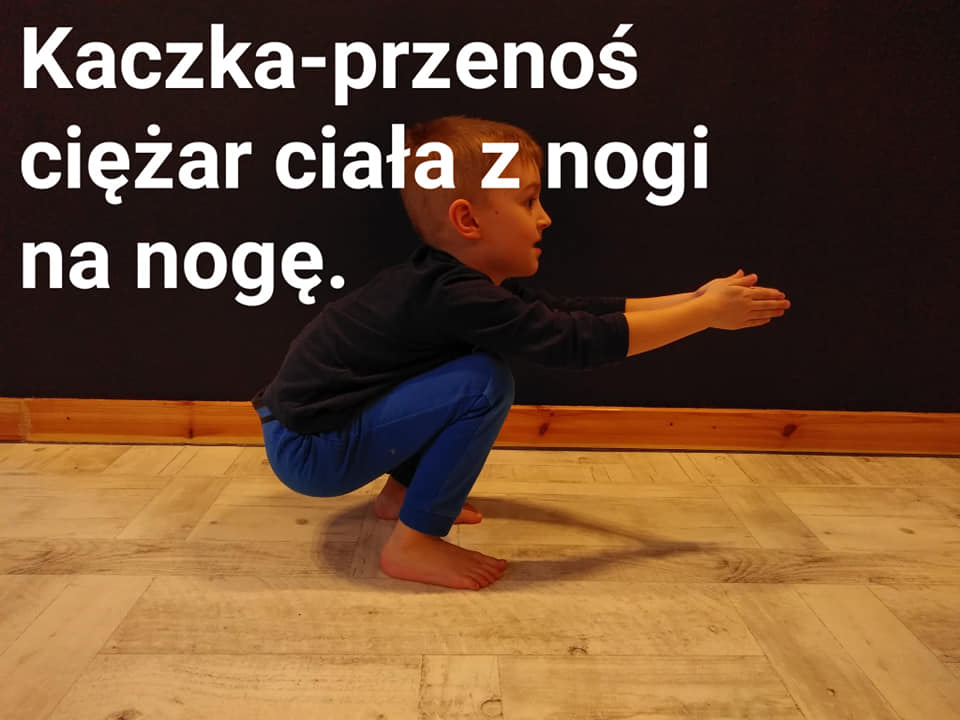 Kaczka-przenoś
ciężar ciała z nogi
na nogę.